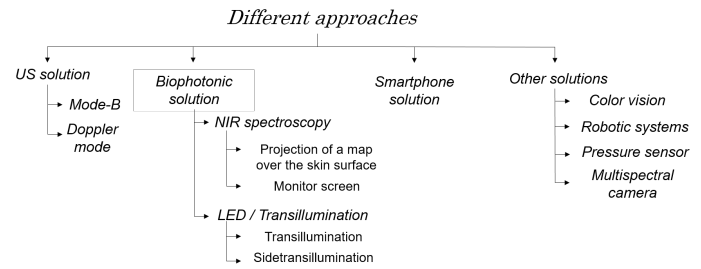 Different approaches
US solution
Mode-B
Doppler
mode
Biophotonic
solution
NIR spectroscopy
Projection of a map
over the skin surface
Monitor screen
LED / Transillumination
Transillumination
Sidetransillumination
Smartphone
solution
Other solutions
Color vision
Robotic systems
Pressure sensor
Multispectral
camera